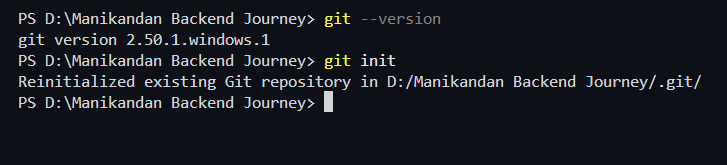 PS D:\Manikandan Backend Journey> git --version
git version 2.50.1.windows.1
PS D:\Manikandan Backend Journey> git init
Reinitialized existing Git repository in D:/Manikandan Backend Journey/.git/
PS D:\Manikandan Backend Journey>